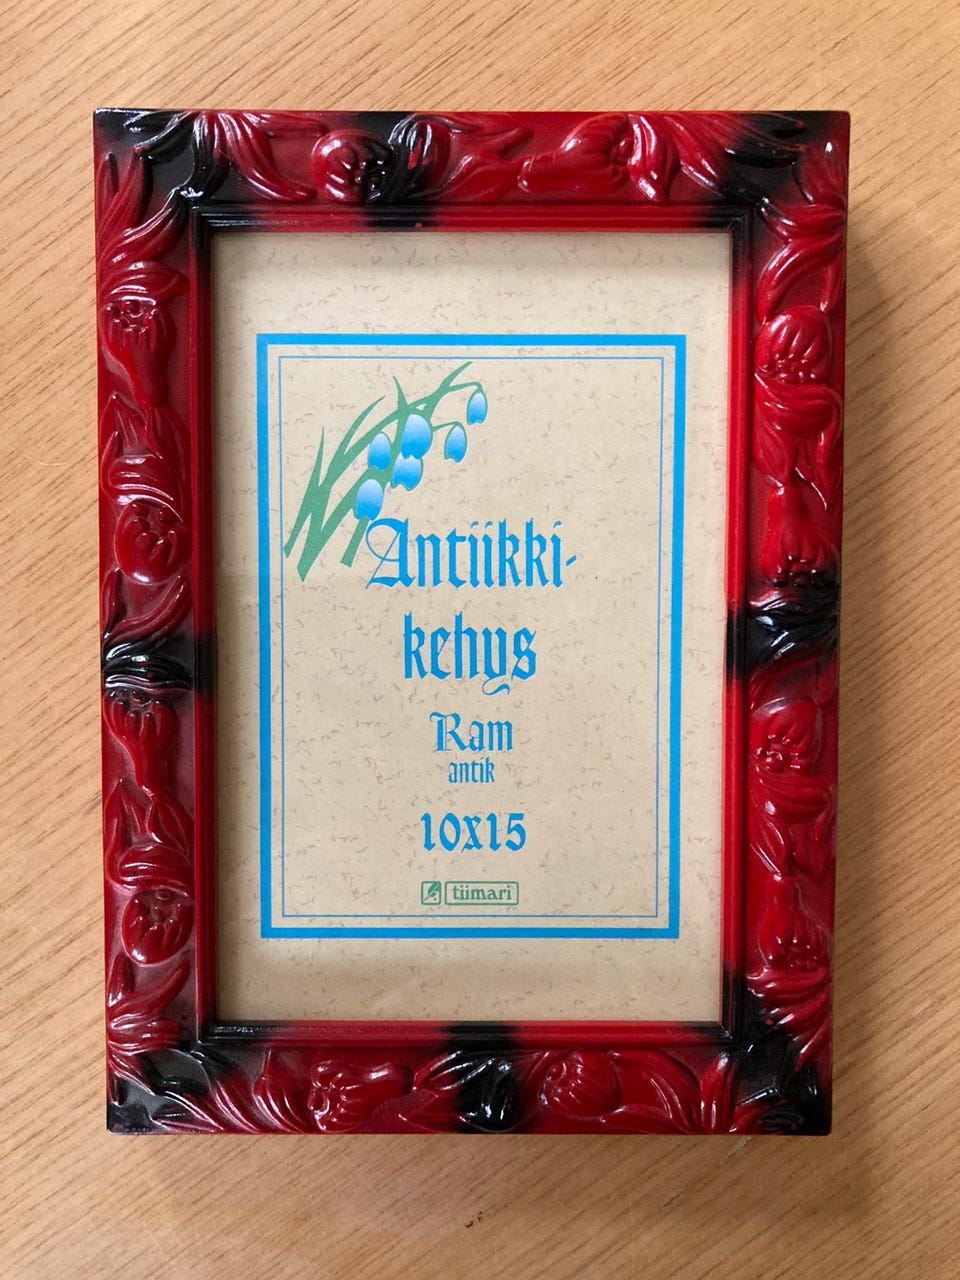 Antiikki-
kehys
Ram
antik
10x15
tiimari